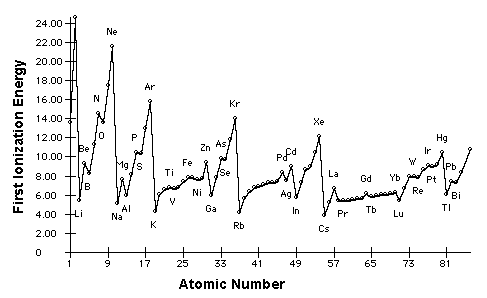 First Ionization Energy
24.00
22.00
20.00
18.00
16.00
14.00
12.00
10.00
8.00
6.00
4.00
2.00
0
Ne
Ar
N
O
Kr
Be
B
Mg
P
S
Zn
As
Xe
Li
Na
Al
Ti
V
Fe
Ni
Ga
Se
Pd
Cd
Ag
In
La
Gd
Yb
W
Ir
Hg
Pb
K
Rb
Cs
Pr
Tb
Lu
Re
Pt
Tl
Bi
1 9 17 25 33 41 49 57 65 73 81
Atomic Number